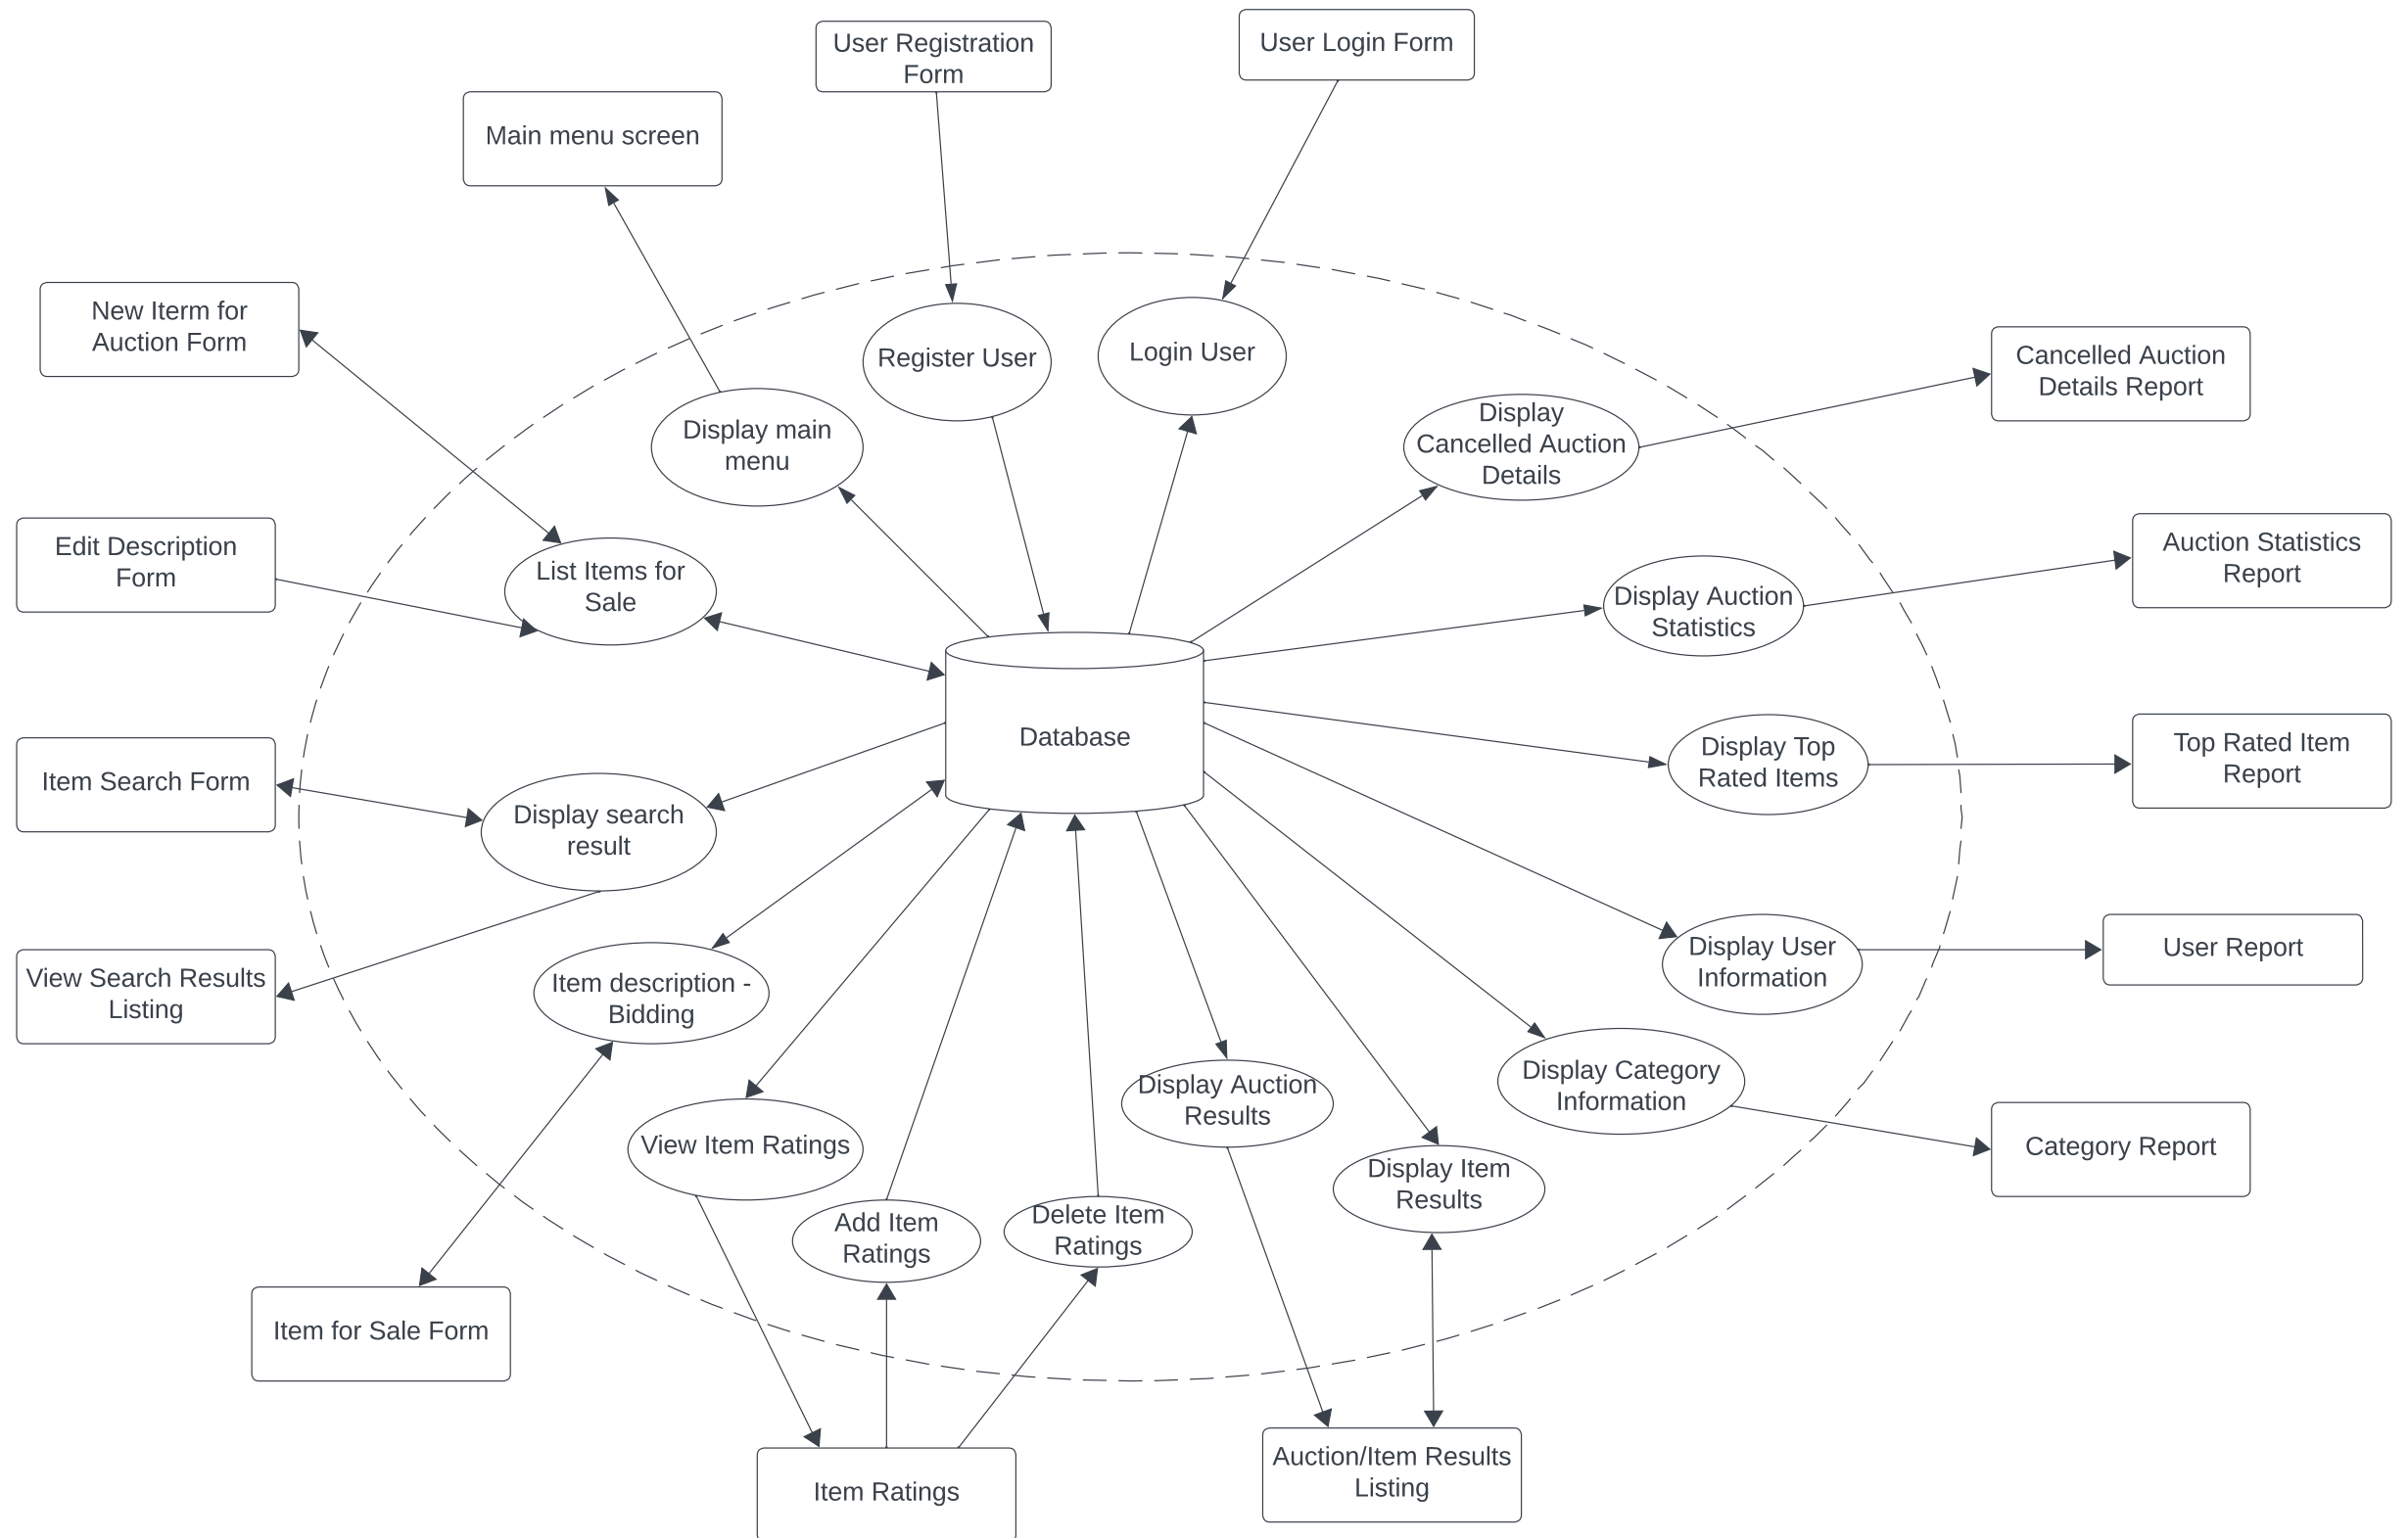 User Registration
Form
User Login Form
Main menu screen
New Iterm for
Auction Form
Register User
Login User
Cancelled Auction
Details Report
Display main
menu
Display
Cancelled Auction
Details
Edit Description
Form
List Items for
Sale
Display Auction
Statistics
Auction Statistics
Report
Database
Item Search Form
Display search
result
Display Top
Rated Items
Top Rated Item
Report
View Search Results
Listing
Item description -
Bidding
Display User
Information
User Report
View Item Ratings
Display Auction
Results
Display Category
Information
Category Report
Add Item
Ratings
Delete Item
Ratings
Display Item
Results
Item for Sale Form
Item Ratings
Auction/Item Results
Listing